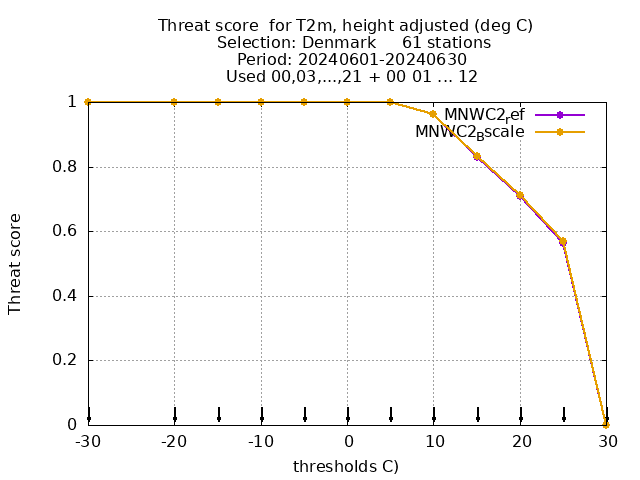 Threat score  for T2m, height adjusted (deg C)
Selection: Denmark     61 stations
Period: 20240601-20240630
Used 00,03,...,21 + 00 01 ... 12
MNWC2ref
MNWC2Bscale
1
0.8
0.6
0.4
0.2
0
Threat score
-30 -20 -10 0 10 20 30
thresholds C)